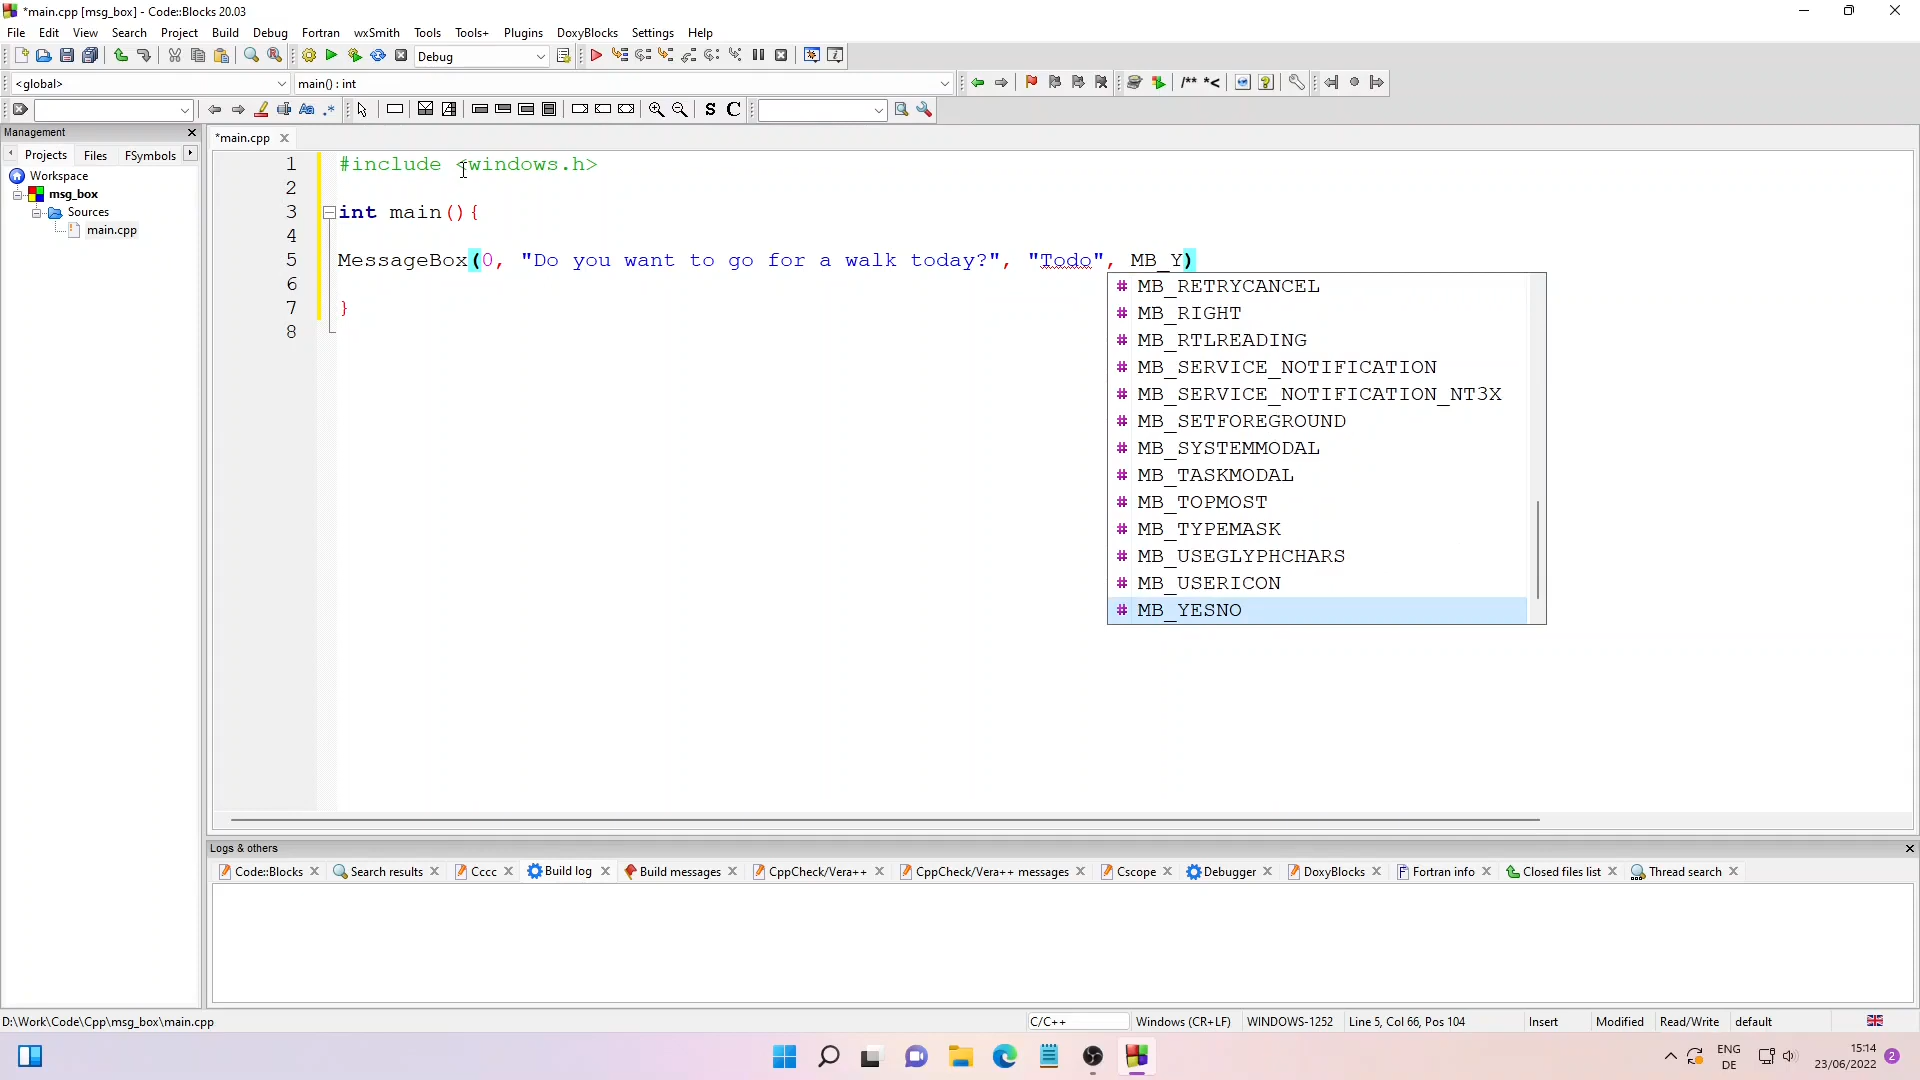 *main.cpp [msg_box] - Code::Blocks 20.03
File Edit View Search Project Build Debug Fortran wxSmith Tools Tools+ Plugins DoxyBlocks Settings Help
Debug
<global> main() : int
/** *<
Aa .* S C
Management
Projects Files FSymbols
Workspace
msg_box
Sources
main.cpp
*main.cpp
1 #include <windows.h>
2
3 int main(){
4
5 MessageBox(0, "Do you want to go for a walk today?", "Todo", MB_Y)
6
7 }
8
# MB_RETRYCANCEL
# MB_RIGHT
# MB_RTLREADING
# MB_SERVICE_NOTIFICATION
# MB_SERVICE_NOTIFICATION_NT3X
# MB_SETFOREGROUND
# MB_SYSTEMMODAL
# MB_TASKMODAL
# MB_TOPMOST
# MB_TYPEMASK
# MB_USEGLYPHCHARS
# MB_USERICON
# MB_YESNO
Logs & others
Code::Blocks Search results Cccc Build log Build messages CppCheck/Vera++ CppCheck/Vera++ messages Cscope Debugger DoxyBlocks Fortran info Closed files list Thread search
D:\Work\Code\Cpp\msg_box\main.cpp C/C++ Windows (CR+LF) WINDOWS-1252 Line 5, Col 66, Pos 104 Insert Modified Read/Write default
ENG 15:14
DE 23/06/2022 2